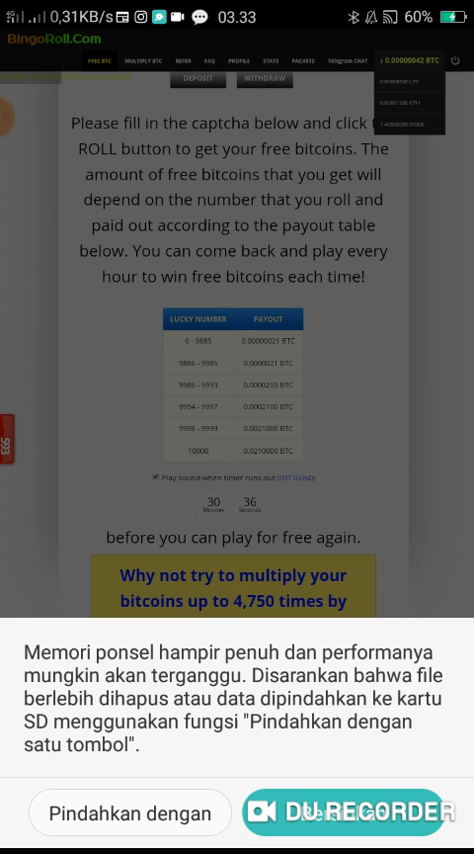 0,31KB/s 03.33 60%
BingoRoll.Com
FREE BTC MULTIPLY BTC REFER FAQ PROFILE STATS PACKETS Telegram CHAT 0.00000042 BTC
DEPOSIT WITHDRAW
Please fill in the captcha below and click
ROLL button to get your free bitcoins. The
amount of free bitcoins that you get will
depend on the number that you roll and
paid out according to the payout table
below. You can come back and play every
hour to win free bitcoins each time!
LUCKY NUMBER PAYOUT
0 - 9885 0.00000021 BTC
9886 - 9985 0.00000021 BTC
9986 - 9993 0.0000210 BTC
9994 - 9997 0.0002100 BTC
9998 - 9999 0.0021000 BTC
10000 0.0210000 BTC
Play sound when timer runs out (TEST SOUND)
30 36
Minutes Seconds
593
before you can play for free again.
Why not try to multiply your
bitcoins up to 4,750 times by
Memori ponsel hampir penuh dan performanya
mungkin akan terganggu. Disarankan bahwa file
berlebih dihapus atau data dipindahkan ke kartu
SD menggunakan fungsi "Pindahkan dengan
satu tombol".
Pindahkan dengan
DU RECORDER